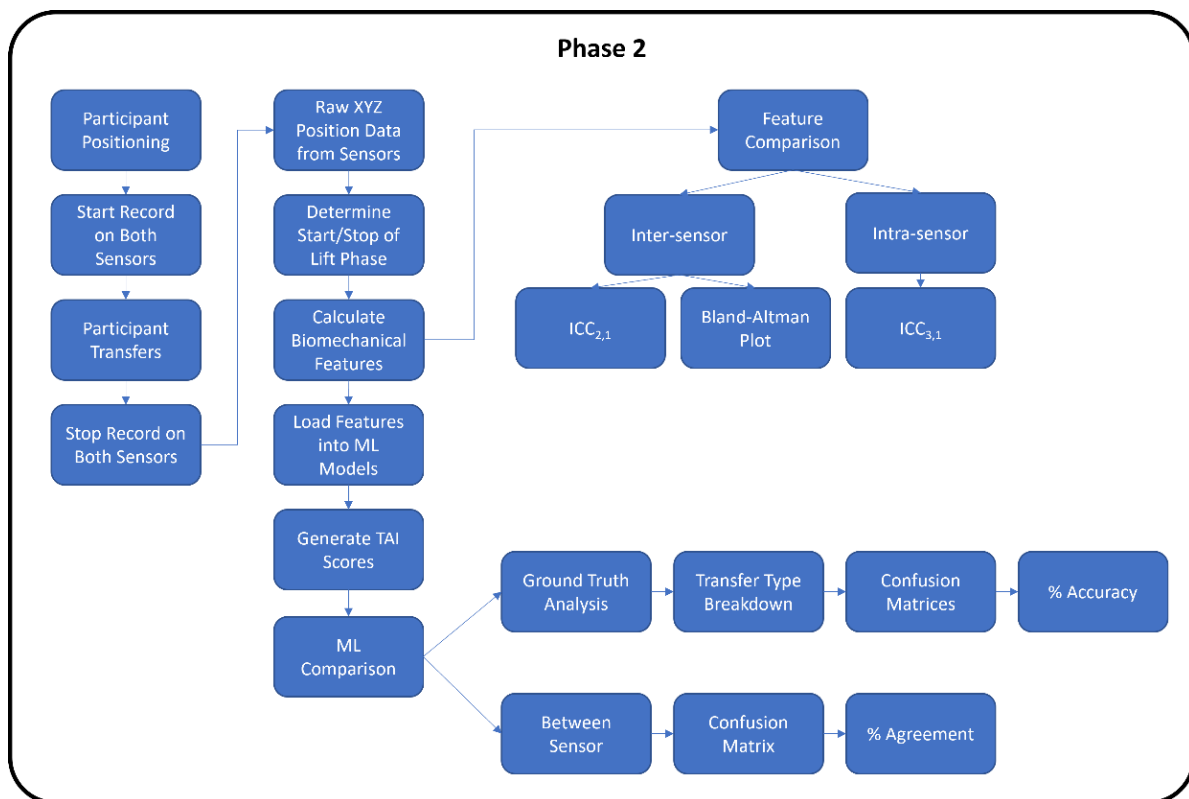 Phase 2
Participant
Positioning
Start Record
on Both
Sensors
Participant
Transfers
Stop Record on
Both Sensors
Raw XYZ
Position Data
from Sensors
Determine
Start/Stop of
Lift Phase
Calculate
Biomechanical
Features
Load Features
into ML
Models
Generate TAI
Scores
ML
Comparison
Feature
Comparison
Inter-sensor
Intra-sensor
ICC2,1
Bland-Altman
Plot
ICC3,1
Ground Truth
Analysis
Transfer Type
Breakdown
Confusion
Matrices
% Accuracy
Between
Sensor
Confusion
Matrix
% Agreement